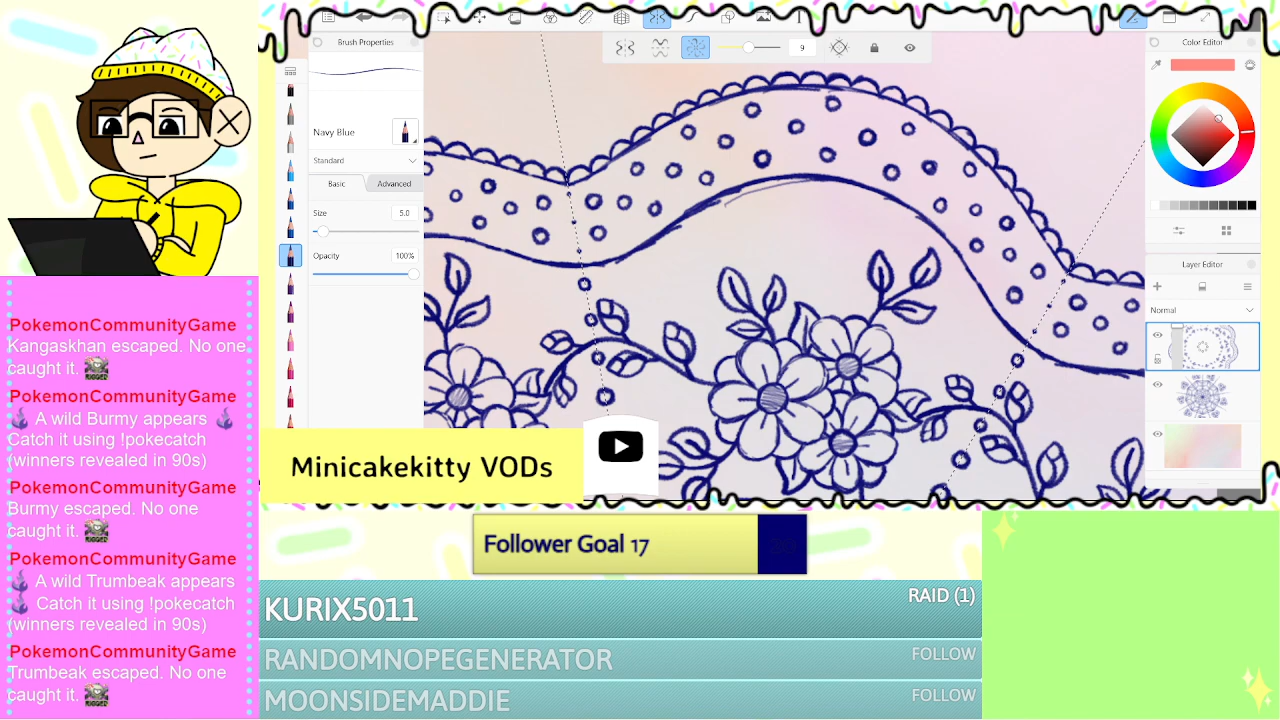 Brush Properties
Navy Blue
Standard
Basic
Advanced
Size
5.0
Opacity
100%
9
Color Editor
Layer Editor
Normal
PokemonCommunityGame
Kangaskhan escaped. No one
caught it.
PokemonCommunityGame
A wild Burmy appears
Catch it using !pokecatch
(winners revealed in 90s)
PokemonCommunityGame
Burmy escaped. No one
caught it.
PokemonCommunityGame
A wild Trumbeak appears
Catch it using !pokecatch
(winners revealed in 90s)
PokemonCommunityGame
Trumbeak escaped. No one
caught it.
Minicakekitty VODs
Follower Goal 17
KURIX5011
RAID (1)
RANDOMNOPEGENERATOR
FOLLOW
MOONSIDEMADDIE
FOLLOW